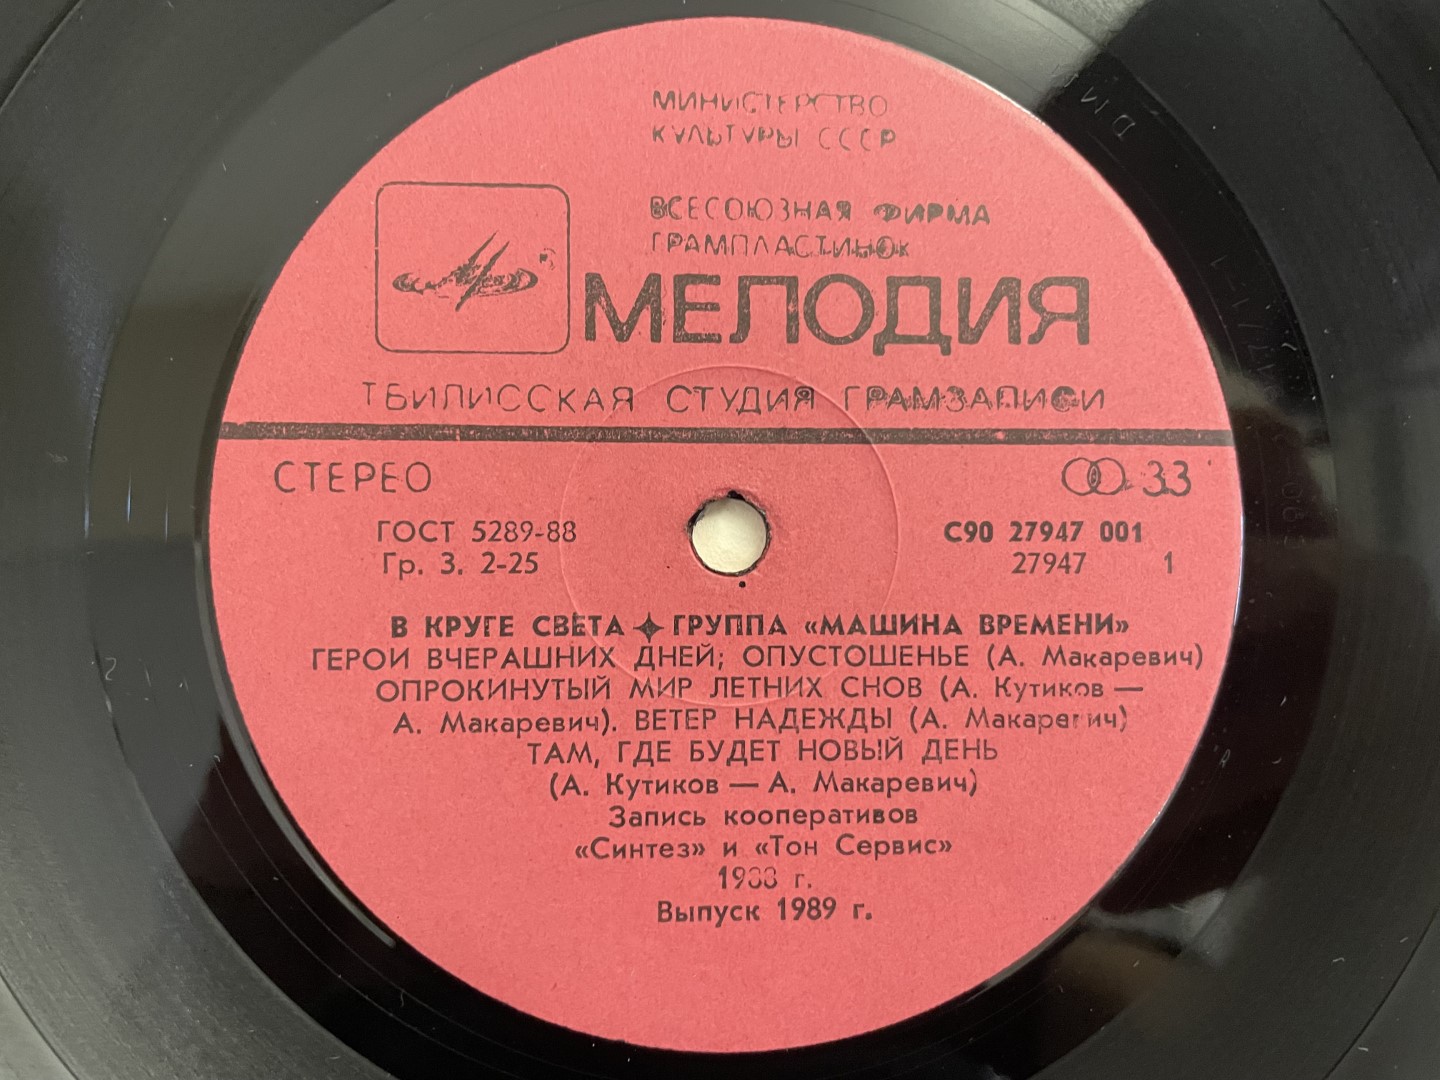 МИНИСТЕРСТВО
КУЛЬТУРЫ СССР
ВСЕСОЮЗНАЯ ФИРМА
ГРАМПЛАСТИНОК
МЕЛОДИЯ
ТБИЛИССКАЯ СТУДИЯ ГРАМЗАПИСИ
СТЕРЕО 33
ГОСТ 5289-88 С90 27947 001
Гр. 3. 2-25 27947 1
В КРУГЕ СВЕТА ✦ ГРУППА «МАШИНА ВРЕМЕНИ»
ГЕРОИ ВЧЕРАШНИХ ДНЕЙ; ОПУСТОШЕНЬЕ (А. Макаревич)
ОПРОКИНУТЫЙ МИР ЛЕТНИХ СНОВ (А. Кутиков —
А. Макаревич). ВЕТЕР НАДЕЖДЫ (А. Макаревич)
ТАМ, ГДЕ БУДЕТ НОВЫЙ ДЕНЬ
(А. Кутиков — А. Макаревич)
Запись кооперативов
«Синтез» и «Тон Сервис»
1988 г.
Выпуск 1989 г.